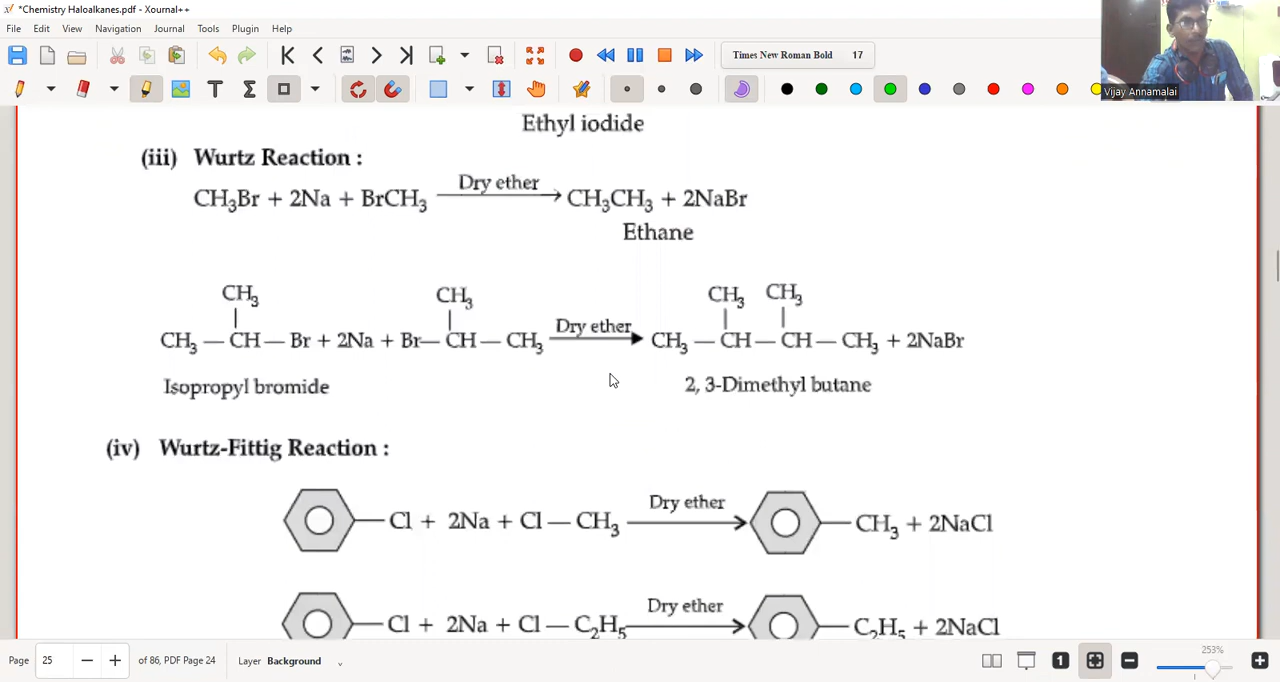 *Chemistry Haloalkanes.pdf - Xournal++
File Edit View Navigation Journal Tools Plugin Help
Times New Roman Bold 17
Vijay Annamalai
Ethyl iodide
(iii) Wurtz Reaction :
CH₃Br + 2Na + BrCH₃ —Dry ether→ CH₃CH₃ + 2NaBr
Ethane
CH₃ CH₃ CH₃ CH₃
CH₃ — CH — Br + 2Na + Br — CH — CH₃ —Dry ether→ CH₃ — CH — CH — CH₃ + 2NaBr
Isopropyl bromide 2, 3-Dimethyl butane
(iv) Wurtz-Fittig Reaction :
Dry ether
— Cl + 2Na + Cl — CH₃ → — CH₃ + 2NaCl
Dry ether
— Cl + 2Na + Cl — C₂H₅ → — C₂H₅ + 2NaCl
Page 25 of 86, PDF Page 24 Layer Background 1 253%